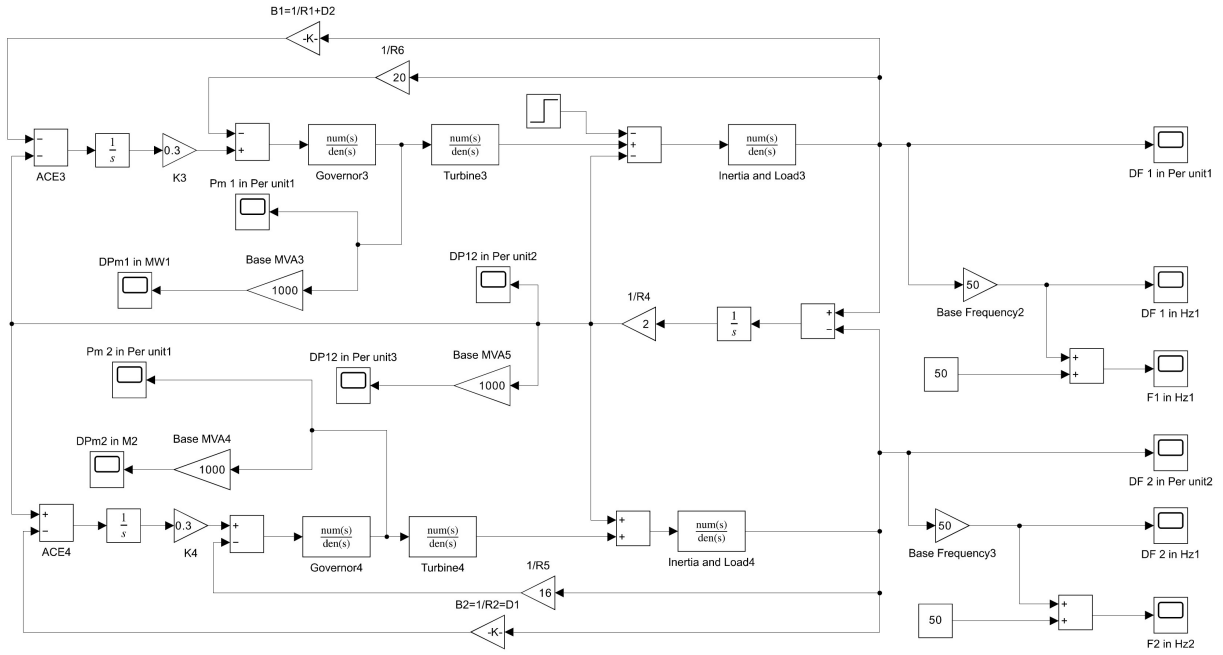 B1=1/R1+D2
-K-
1/R6
20
1
s
ACE3
0.3
K3
num(s)
den(s)
Governor3
num(s)
den(s)
Turbine3
num(s)
den(s)
Inertia and Load3
DF 1 in Per unit1
Pm 1 in Per unit1
DPm1 in MW1
Base MVA3
1000
DP12 in Per unit2
1/R4
2
1
s
50
Base Frequency2
DF 1 in Hz1
50
F1 in Hz1
Pm 2 in Per unit1
DP12 in Per unit3
Base MVA5
1000
DPm2 in M2
Base MVA4
1000
DF 2 in Per unit2
ACE4
1
s
0.3
K4
num(s)
den(s)
Governor4
num(s)
den(s)
Turbine4
num(s)
den(s)
Inertia and Load4
50
Base Frequency3
DF 2 in Hz1
1/R5
16
B2=1/R2=D1
-K-
50
F2 in Hz2